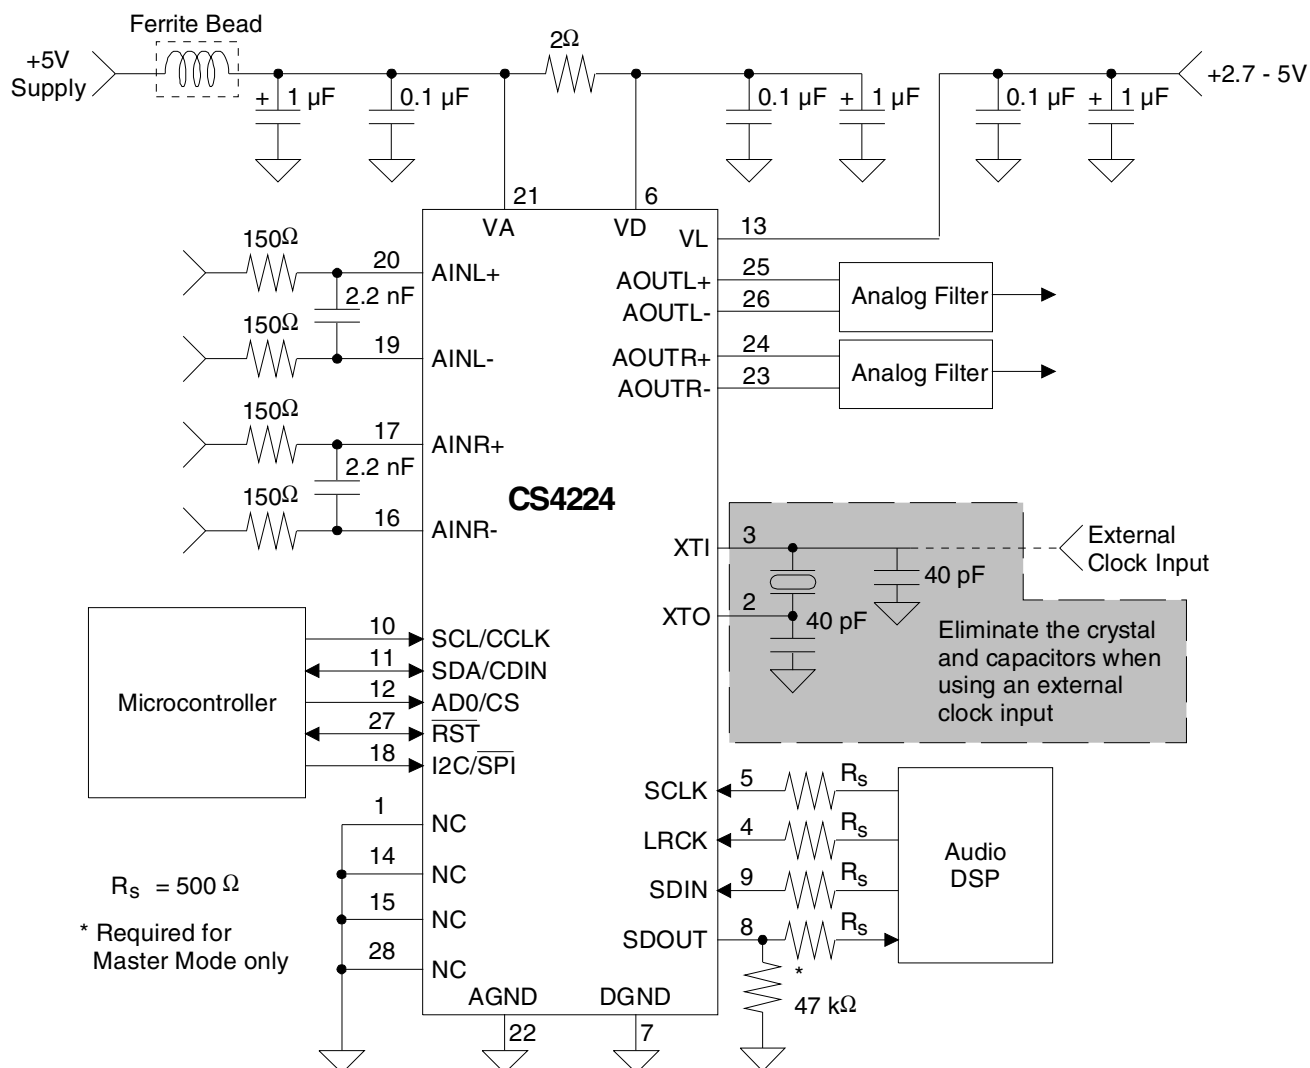 Ferrite Bead
+5V
Supply
2Ω
+2.7 - 5V
+ 1 µF
0.1 µF
0.1 µF
+ 1 µF
0.1 µF
+ 1 µF
21
6
VA
VD
VL
13
150Ω
20
AINL+
2.2 nF
150Ω
19
AINL-
150Ω
17
AINR+
2.2 nF
150Ω
16
AINR-
CS4224
AOUTL+
25
AOUTL-
26
Analog Filter
AOUTR+
24
AOUTR-
23
Analog Filter
XTI
3
External
Clock Input
40 pF
XTO
2
40 pF
Eliminate the crystal
and capacitors when
using an external
clock input
Microcontroller
10
SCL/CCLK
11
SDA/CDIN
12
AD0/CS
27
RST
18
I2C/SPI
1
NC
14
NC
15
NC
28
NC
Rs = 500 Ω
* Required for
Master Mode only
SCLK
5
Rs
LRCK
4
Rs
SDIN
9
Rs
SDOUT
8
Rs
Audio
DSP
*
47 kΩ
AGND
DGND
22
7